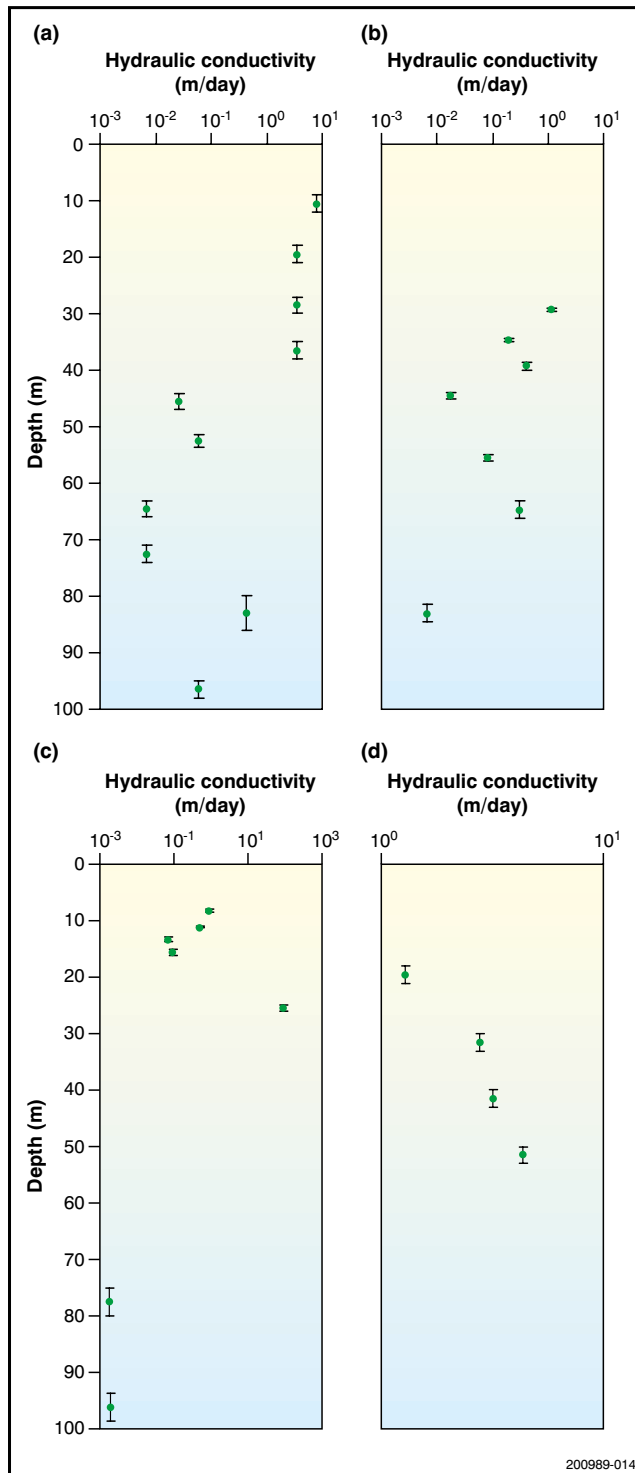 (a)
Hydraulic conductivity
(m/day)
10⁻³ 10⁻² 10⁻¹ 10⁰ 10¹
0
10
20
30
40
50
60
70
80
90
100
Depth (m)
(b)
Hydraulic conductivity
(m/day)
10⁻³ 10⁻² 10⁻¹ 10⁰ 10¹
(c)
Hydraulic conductivity
(m/day)
10⁻³ 10⁻¹ 10¹ 10³
0
10
20
30
40
50
60
70
80
90
100
Depth (m)
(d)
Hydraulic conductivity
(m/day)
10⁰ 10¹
200989-014